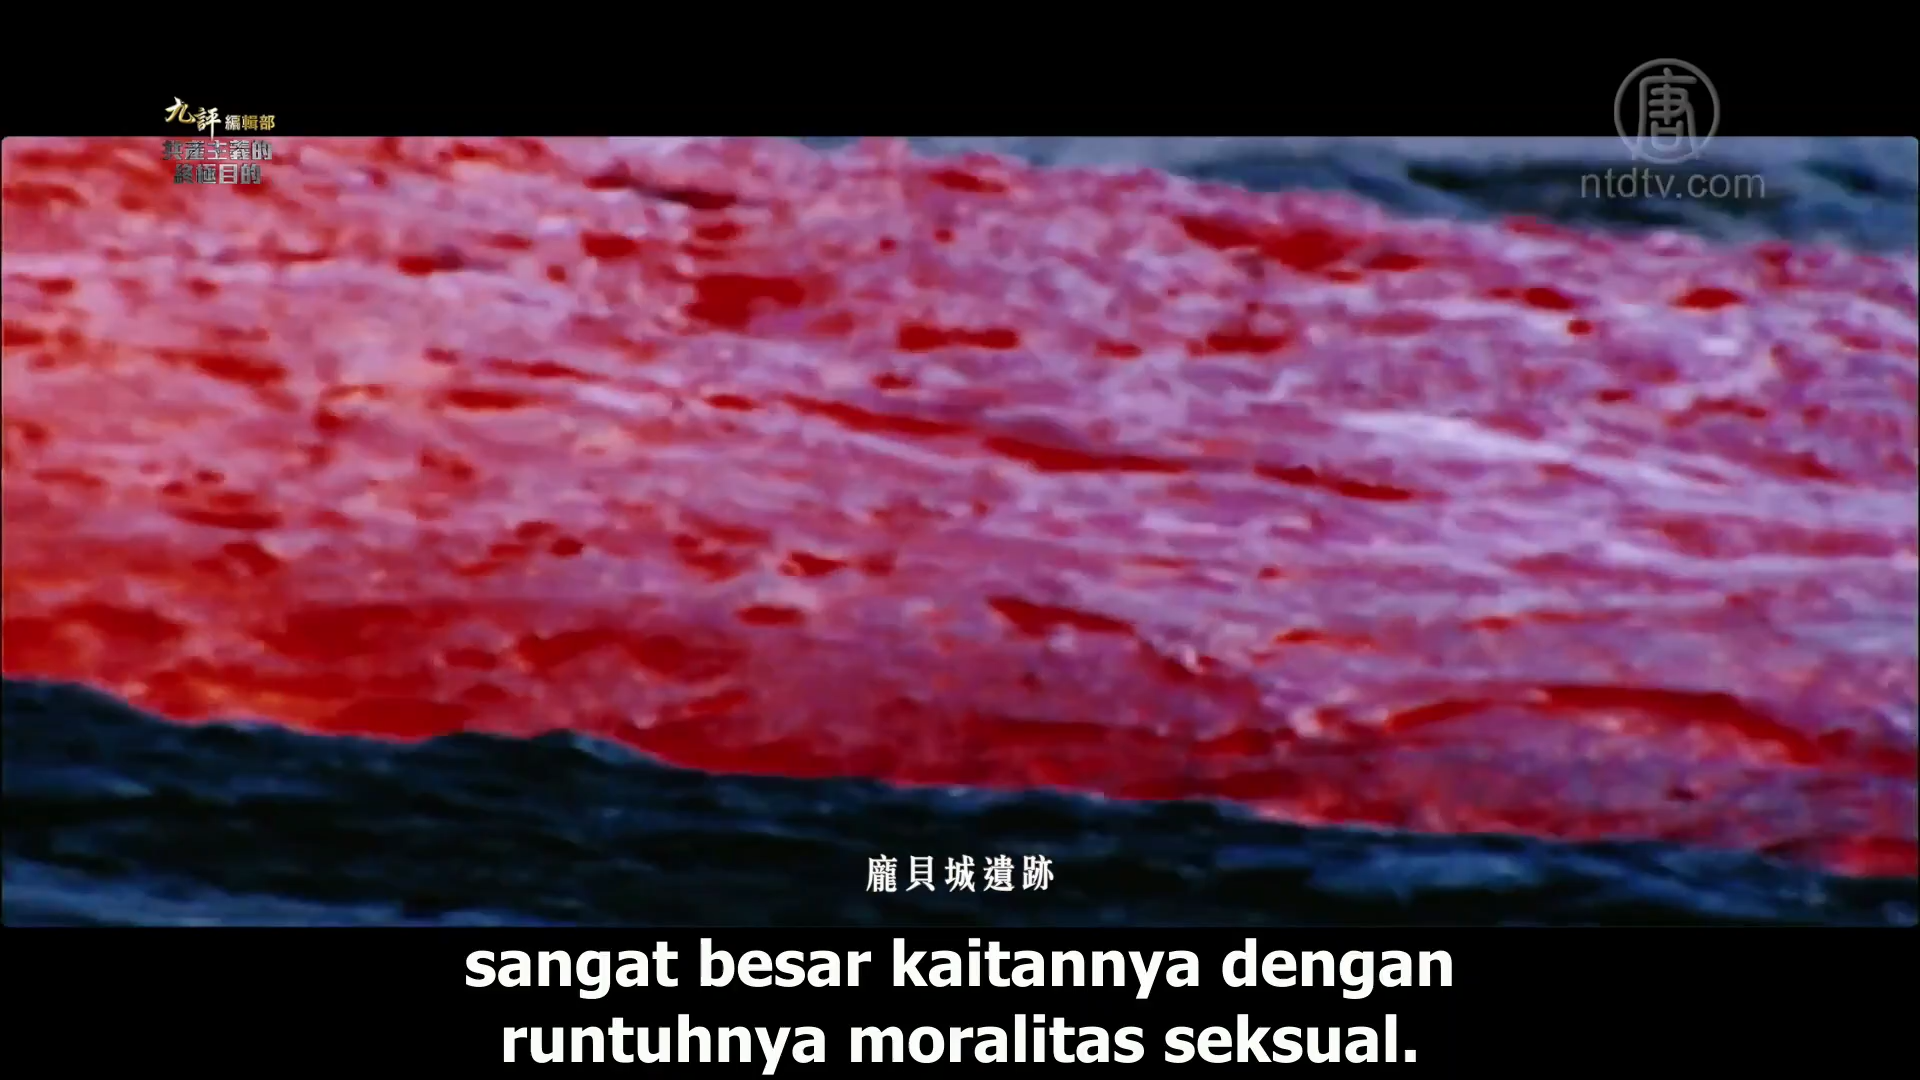 九評 編輯部
共產主義的
終極目的
唐
ntdtv.com
龐貝城遺跡
sangat besar kaitannya dengan
runtuhnya moralitas seksual.